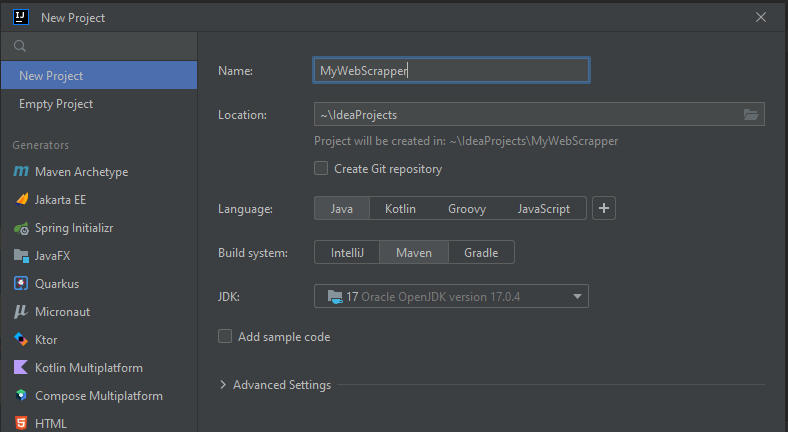 New Project
New Project
Empty Project
Generators
Maven Archetype
Jakarta EE
Spring Initializr
JavaFX
Quarkus
Micronaut
Ktor
Kotlin Multiplatform
Compose Multiplatform
HTML
Name: MyWebScrapper
Location: ~\IdeaProjects
Project will be created in: ~\IdeaProjects\MyWebScrapper
Create Git repository
Language: Java Kotlin Groovy JavaScript +
Build system: IntelliJ Maven Gradle
JDK: 17 Oracle OpenJDK version 17.0.4
Add sample code
Advanced Settings